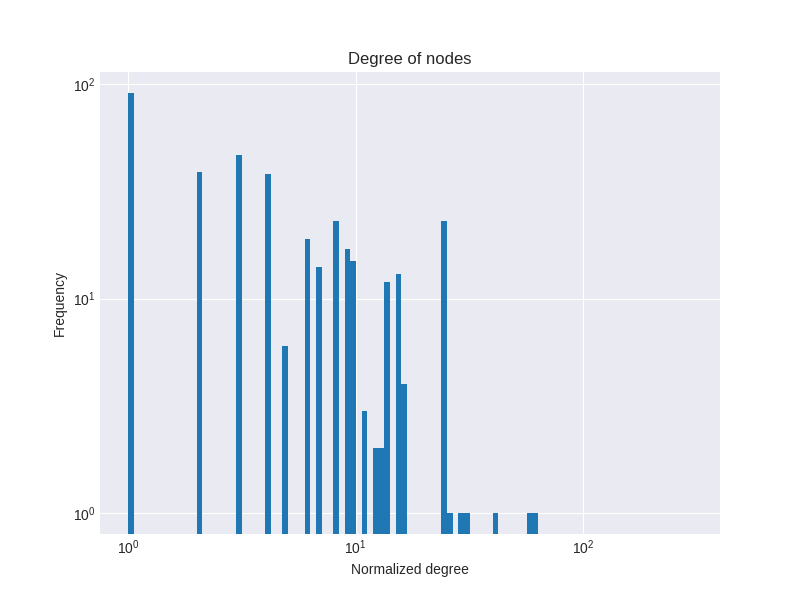 Degree of nodes
10²
10¹
10⁰
Frequency
10⁰
10¹
10²
Normalized degree